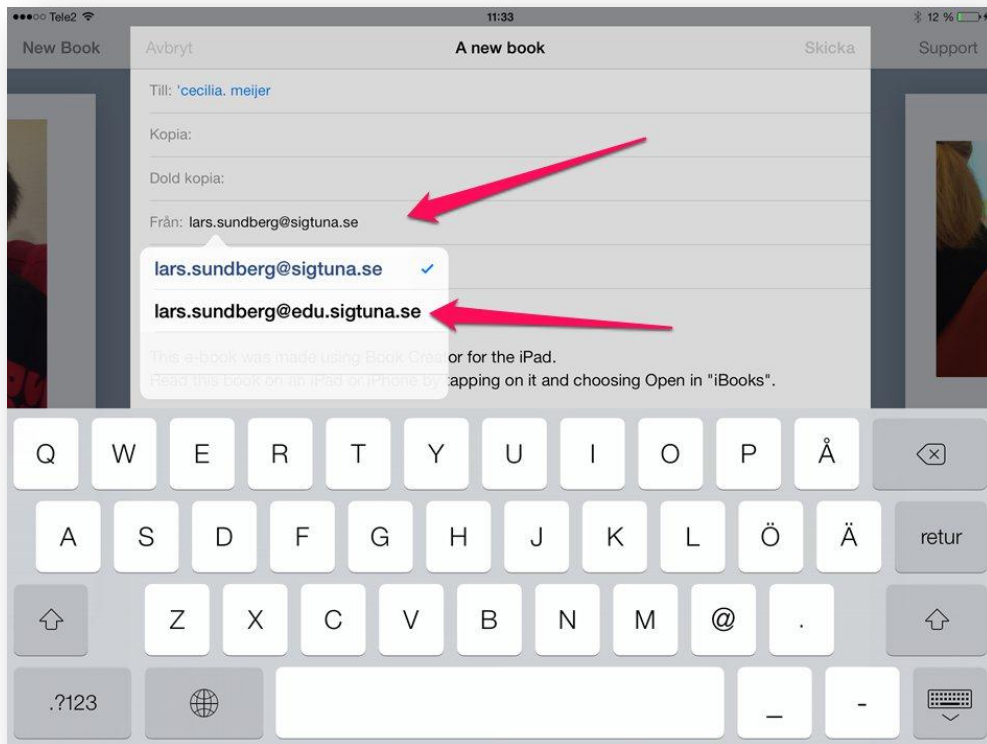 Tele2 11:33 12 %
New Book Avbryt A new book Skicka Support
Till: 'cecilia. meijer
Kopia:
Dold kopia:
Från: lars.sundberg@sigtuna.se
lars.sundberg@sigtuna.se ✓
lars.sundberg@edu.sigtuna.se
This e-book was made using Book Creator for the iPad.
Read this book on an iPad or iPhone by tapping on it and choosing Open in "iBooks".
Q W E R T Y U I O P Å
A S D F G H J K L Ö Ä retur
Z X C V B N M @ .
.?123 _ -